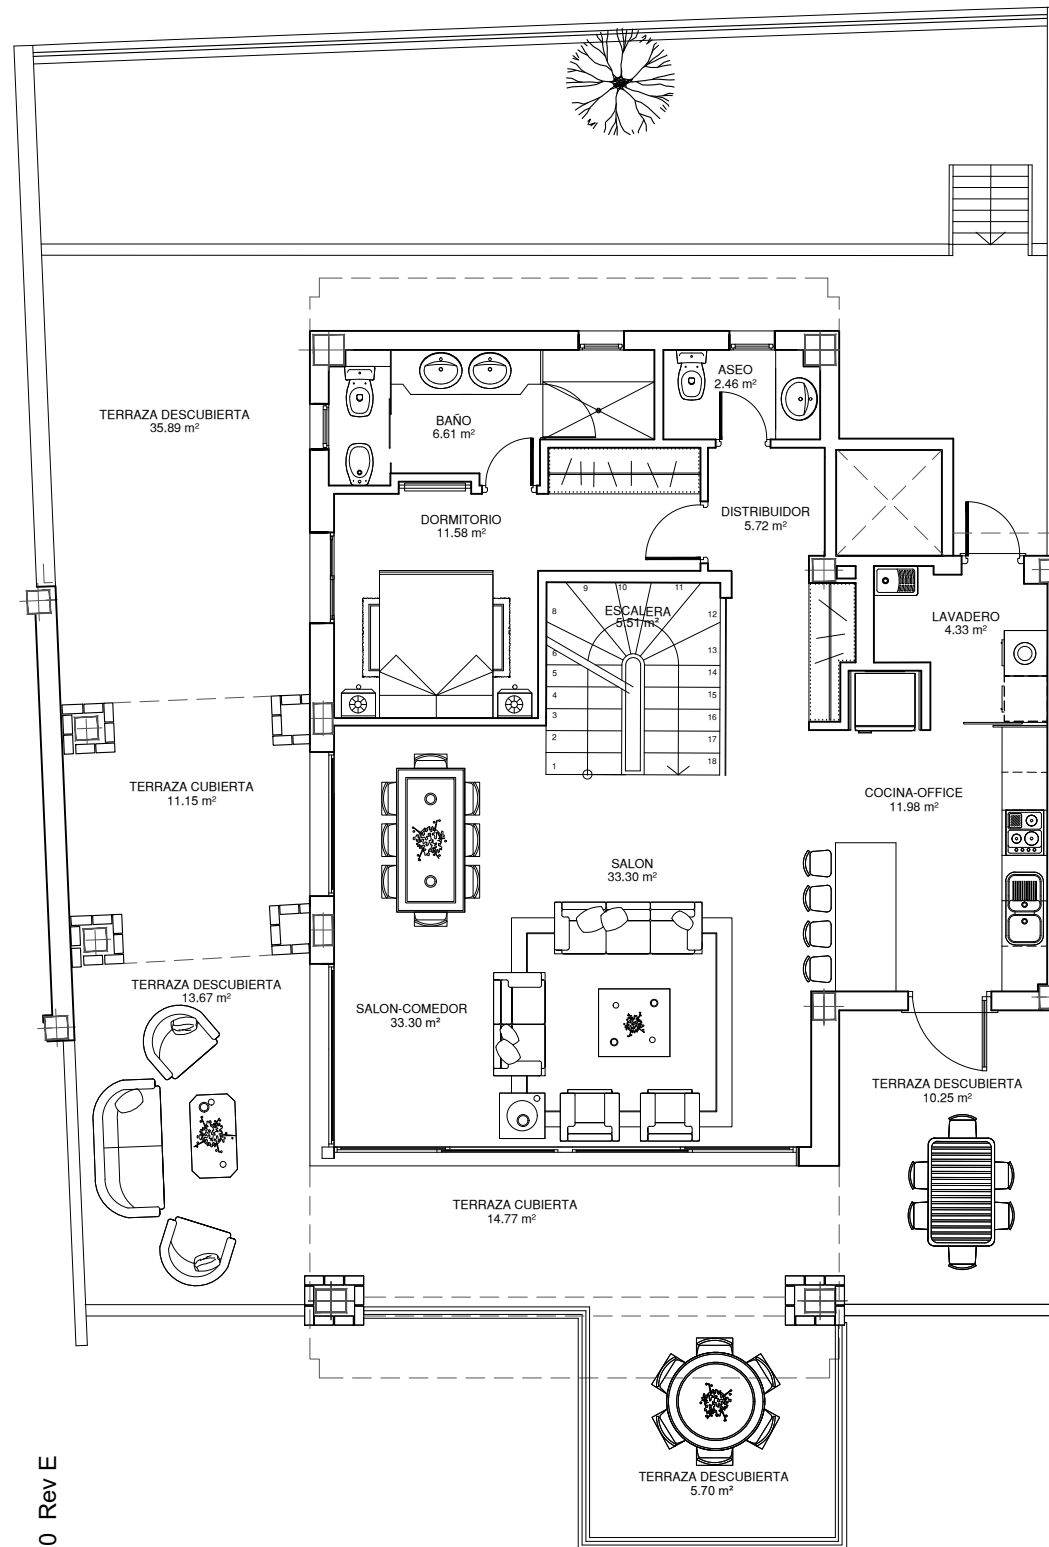 ASEO
2.46 m²
TERRAZA DESCUBIERTA
35.89 m²
BAÑO
6.61 m²
DORMITORIO
11.58 m²
DISTRIBUIDOR
5.72 m²
ESCALERA
5.51 m²
LAVADERO
4.33 m²
9
10
11
8
12
6
13
5
14
4
15
3
16
2
17
1
18
TERRAZA CUBIERTA
11.15 m²
COCINA-OFFICE
11.98 m²
SALON
33.30 m²
TERRAZA DESCUBIERTA
13.67 m²
SALON-COMEDOR
33.30 m²
TERRAZA DESCUBIERTA
10.25 m²
TERRAZA CUBIERTA
14.77 m²
TERRAZA DESCUBIERTA
5.70 m²
0 Rev E